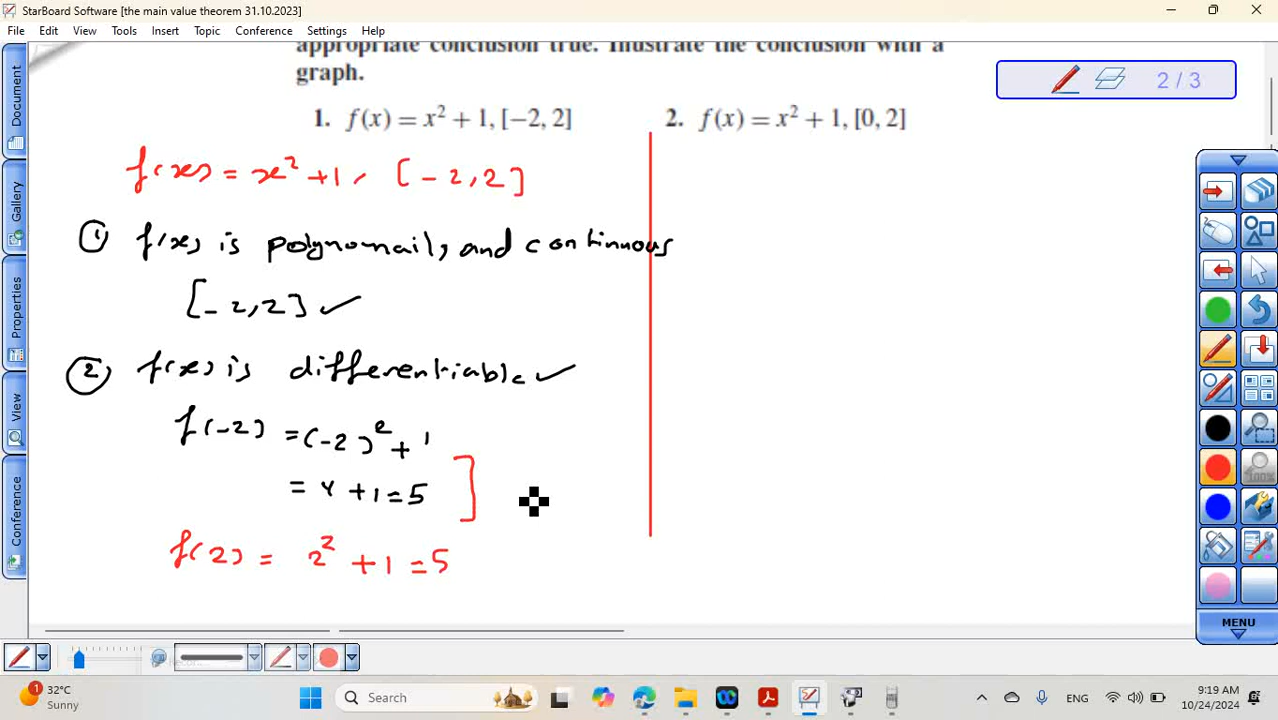 StarBoard Software [the main value theorem 31.10.2023]
File Edit View Tools Insert Topic Conference Settings Help
appropriate conclusion true. Illustrate the conclusion with a
graph.
2 / 3
1. f(x) = x² + 1, [−2, 2]
2. f(x) = x² + 1, [0, 2]
f(x) = x² + 1, [-2,2]
① f(x) is polynomail, and continuous
[-2,2] ✓
② f(x) is differentiable ✓
f(-2) = (-2)² + 1
= 4 + 1 = 5
f(2) = 2² + 1 = 5
Document
Gallery
Properties
View
Conference
100%
MENU
1
32°C
Sunny
Search
ENG
9:19 AM
10/24/2024